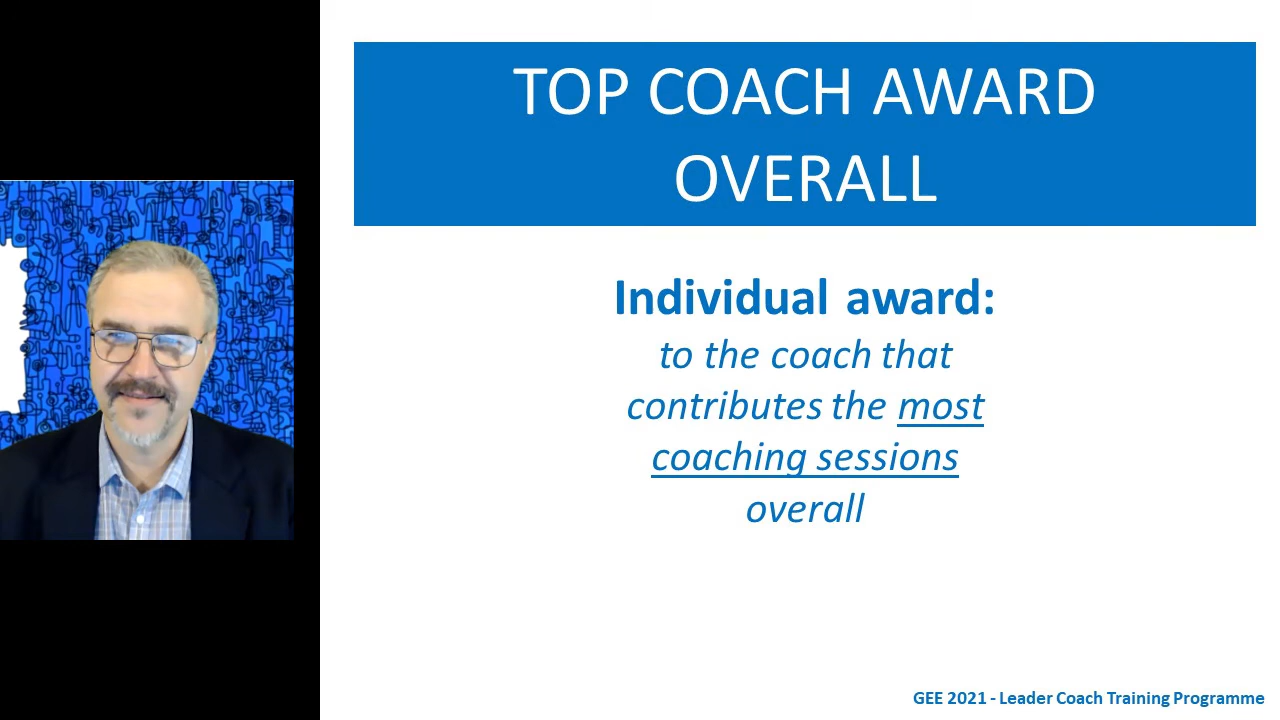 TOP COACH AWARD
OVERALL
Individual award:
to the coach that
contributes the most
coaching sessions
overall
GEE 2021 - Leader Coach Training Programme